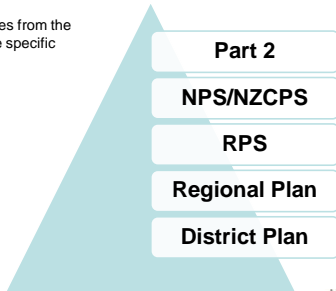 es from the
specific
Part 2
NPS/NZCPS
RPS
Regional Plan
District Plan